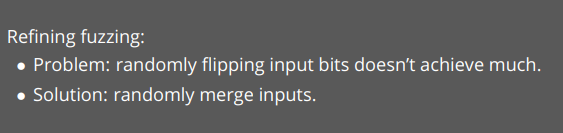 Refining fuzzing:
● Problem: randomly flipping input bits doesn’t achieve much.
● Solution: randomly merge inputs.